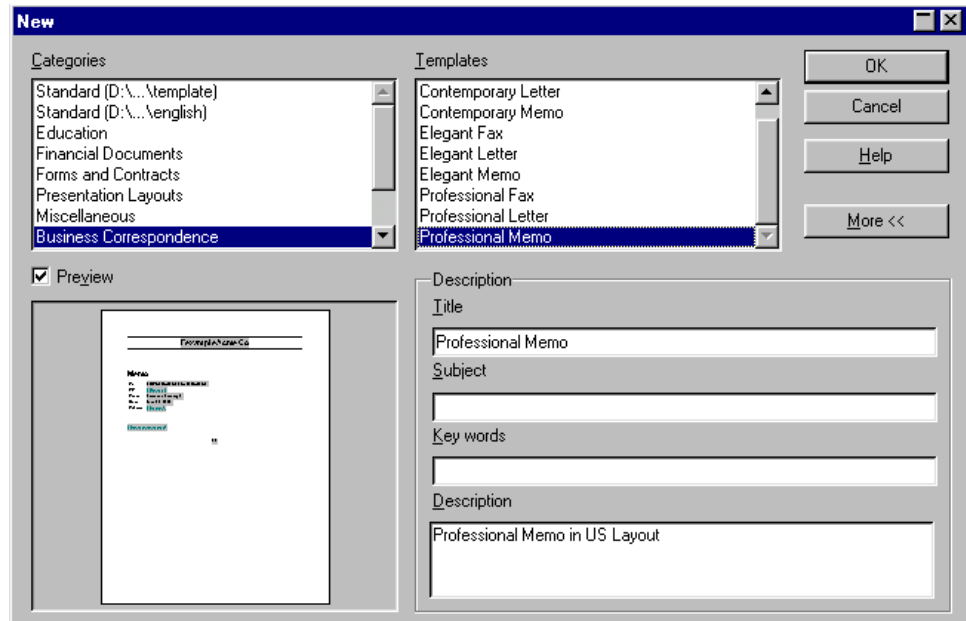 New
Categories
Standard (D:\...\template)
Standard (D:\...\english)
Education
Financial Documents
Forms and Contracts
Presentation Layouts
Miscellaneous
Business Correspondence
Templates
Contemporary Letter
Contemporary Memo
Elegant Fax
Elegant Letter
Elegant Memo
Professional Fax
Professional Letter
Professional Memo
OK
Cancel
Help
More <<
Preview
Memo
Description
Title
Professional Memo
Subject
Key words
Description
Professional Memo in US Layout